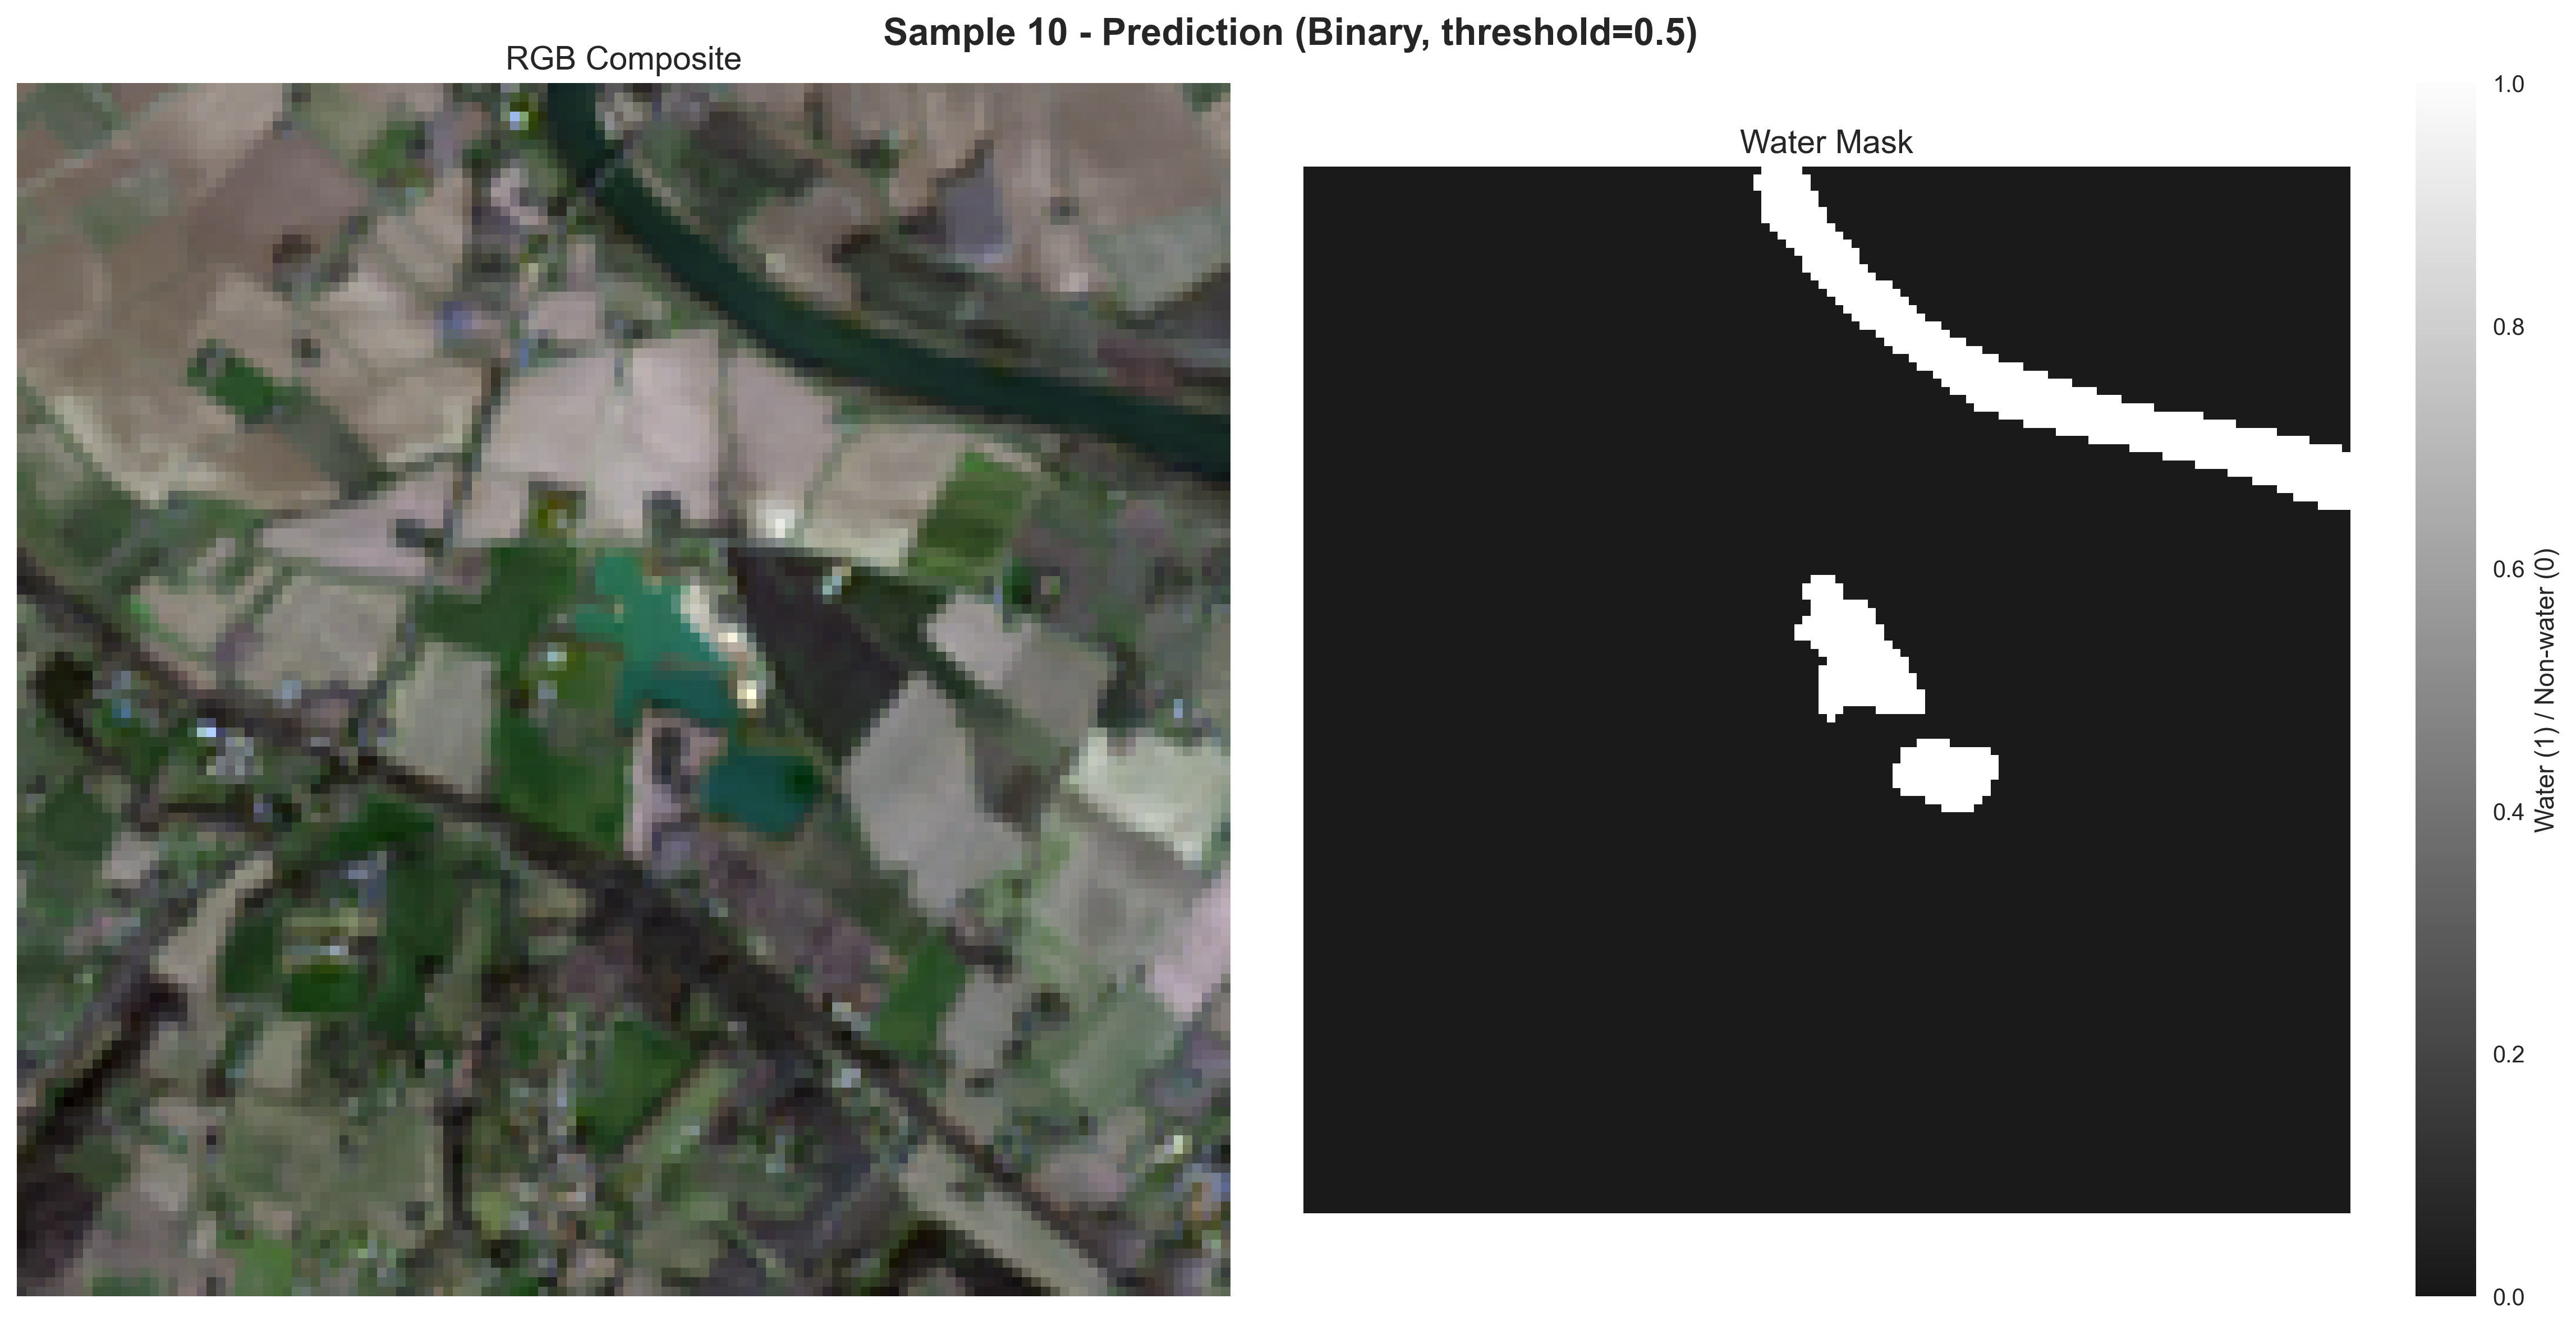 Sample 10 - Prediction (Binary, threshold=0.5)
RGB Composite
Water Mask
1.0
0.8
0.6
0.4
0.2
0.0
Water (1) / Non-water (0)